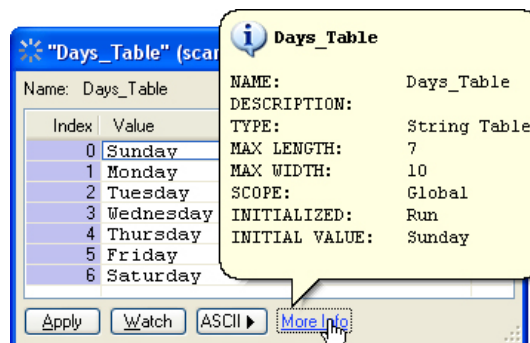 "Days_Table" (scan
Name: Days_Table
Index Value
0 Sunday
1 Monday
2 Tuesday
3 Wednesday
4 Thursday
5 Friday
6 Saturday
Apply Watch ASCII More Info
Days_Table
NAME: Days_Table
DESCRIPTION:
TYPE: String Table
MAX LENGTH: 7
MAX WIDTH: 10
SCOPE: Global
INITIALIZED: Run
INITIAL VALUE: Sunday